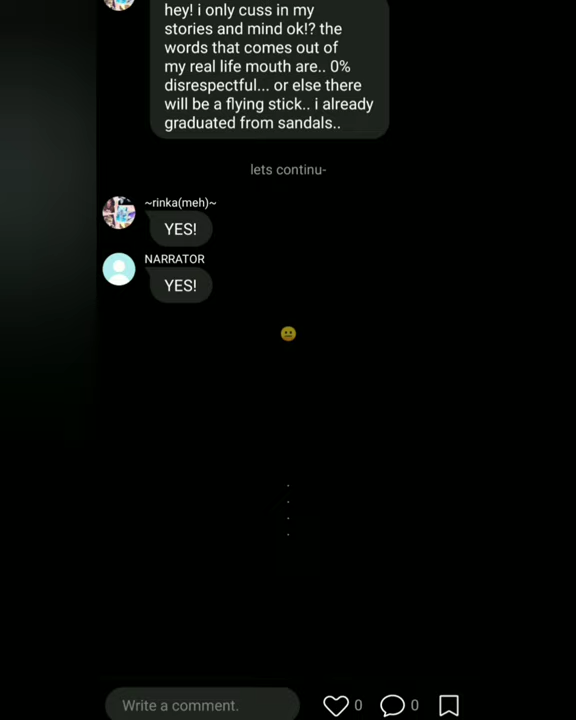 hey! i only cuss in my
stories and mind ok!? the
words that comes out of
my real life mouth are.. 0%
disrespectful... or else there
will be a flying stick.. i already
graduated from sandals..
lets continu-
~rinka(meh)~
YES!
NARRATOR
YES!
😐
.
.
.
.
Write a comment.
0
0